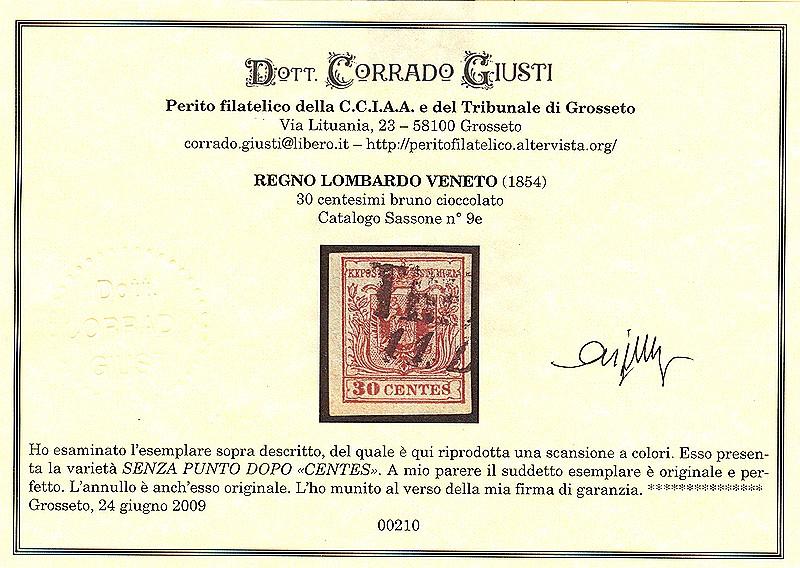 DOTT. CORRADO GIUSTI
Perito filatelico della C.C.I.A.A. e del Tribunale di Grosseto
Via Lituania, 23 – 58100 Grosseto
corrado.giusti@libero.it – http://peritofilatelico.altervista.org/
REGNO LOMBARDO VENETO (1854)
30 centesimi bruno cioccolato
Catalogo Sassone n° 9e
30 CENTES
Ho esaminato l'esemplare sopra descritto, del quale è qui riprodotta una scansione a colori. Esso presen-
ta la varietà SENZA PUNTO DOPO «CENTES». A mio parere il suddetto esemplare è originale e per-
fetto. L'annullo è anch'esso originale. L'ho munito al verso della mia firma di garanzia. ***************
Grosseto, 24 giugno 2009
00210